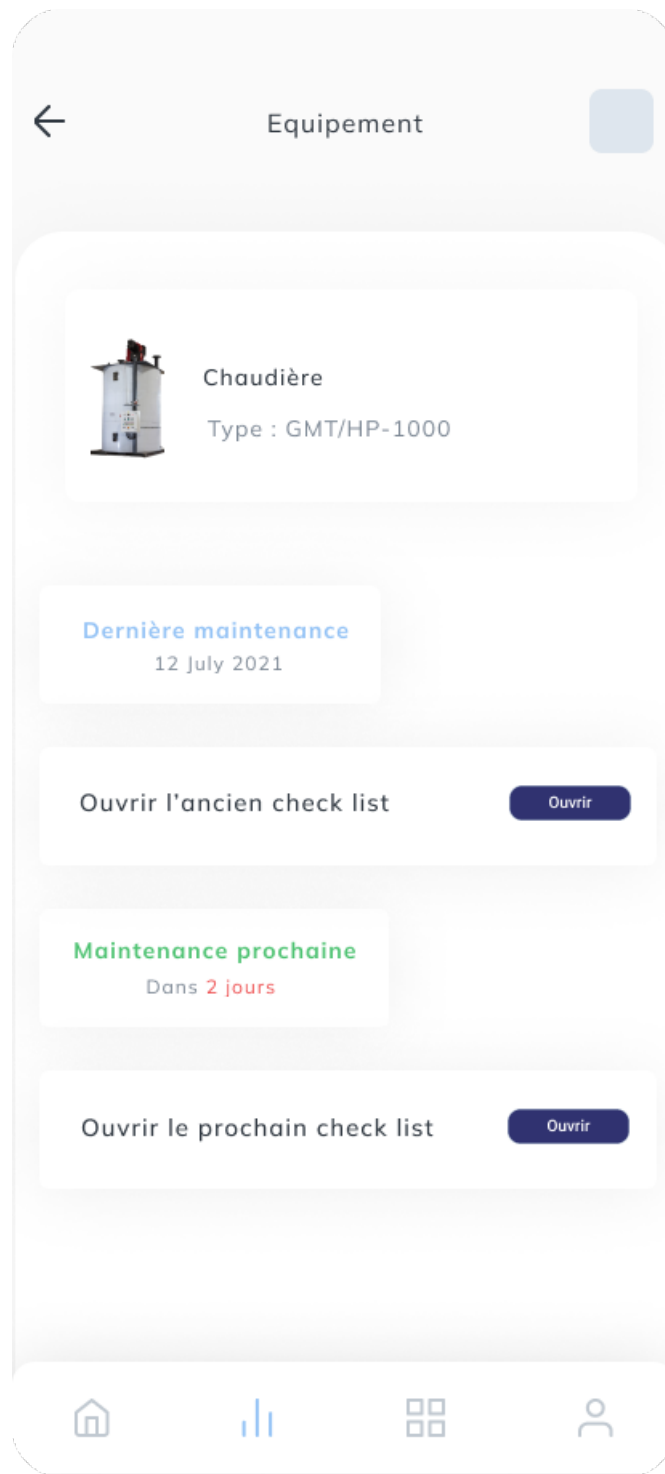 Equipement
Chaudière
Type : GMT/HP-1000
Dernière maintenance
12 July 2021
Ouvrir l'ancien check list
Ouvrir
Maintenance prochaine
Dans 2 jours
Ouvrir le prochain check list
Ouvrir